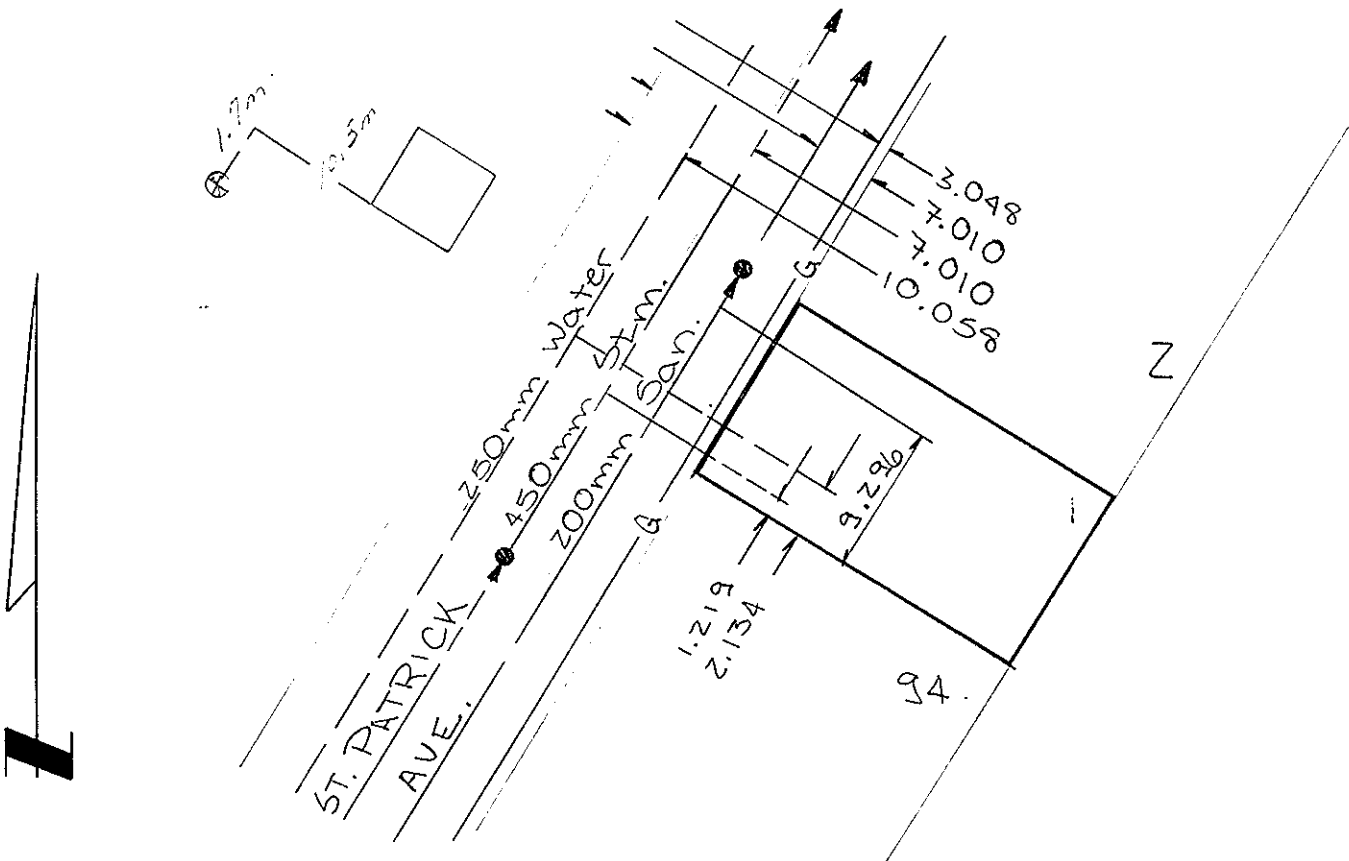 1.7m
10.5m
3.048
7.010
7.010
10.058
250mm Water
450mm Stm.
200mm San.
G
G
ST. PATRICK
AVE..
9.296
1.219
2.134
94.
2
1
N